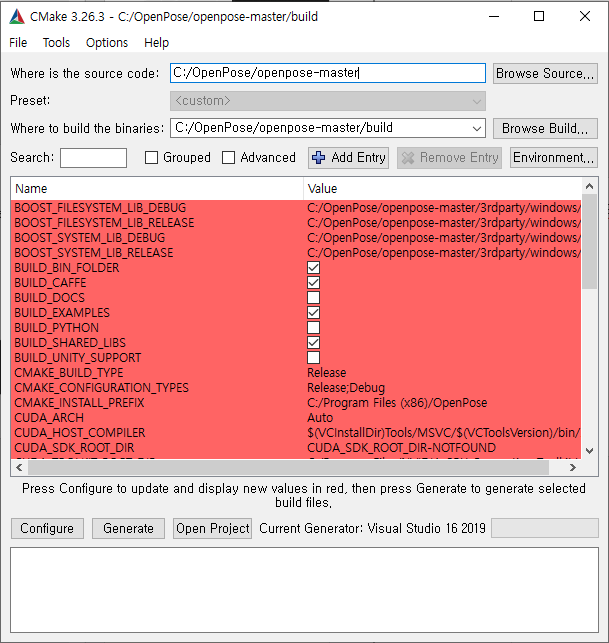 CMake 3.26.3 - C:/OpenPose/openpose-master/build
File Tools Options Help
Where is the source code: C:/OpenPose/openpose-master Browse Source...
Preset: <custom>
Where to build the binaries: C:/OpenPose/openpose-master/build Browse Build...
Search: Grouped Advanced Add Entry Remove Entry Environment...
Name Value
BOOST_FILESYSTEM_LIB_DEBUG C:/OpenPose/openpose-master/3rdparty/windows/
BOOST_FILESYSTEM_LIB_RELEASE C:/OpenPose/openpose-master/3rdparty/windows/
BOOST_SYSTEM_LIB_DEBUG C:/OpenPose/openpose-master/3rdparty/windows/
BOOST_SYSTEM_LIB_RELEASE C:/OpenPose/openpose-master/3rdparty/windows/
BUILD_BIN_FOLDER
BUILD_CAFFE
BUILD_DOCS
BUILD_EXAMPLES
BUILD_PYTHON
BUILD_SHARED_LIBS
BUILD_UNITY_SUPPORT
CMAKE_BUILD_TYPE Release
CMAKE_CONFIGURATION_TYPES Release;Debug
CMAKE_INSTALL_PREFIX C:/Program Files (x86)/OpenPose
CUDA_ARCH Auto
CUDA_HOST_COMPILER $(VCInstallDir)Tools/MSVC/$(VCToolsVersion)/bin/
CUDA_SDK_ROOT_DIR CUDA_SDK_ROOT_DIR-NOTFOUND
Press Configure to update and display new values in red, then press Generate to generate selected
build files.
Configure Generate Open Project Current Generator: Visual Studio 16 2019